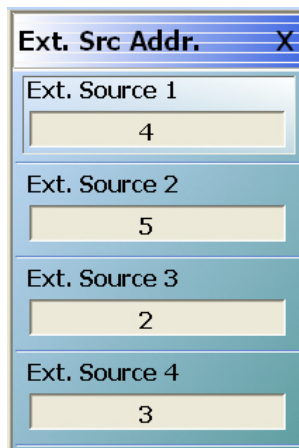 Ext. Src Addr. X
Ext. Source 1
4
Ext. Source 2
5
Ext. Source 3
2
Ext. Source 4
3